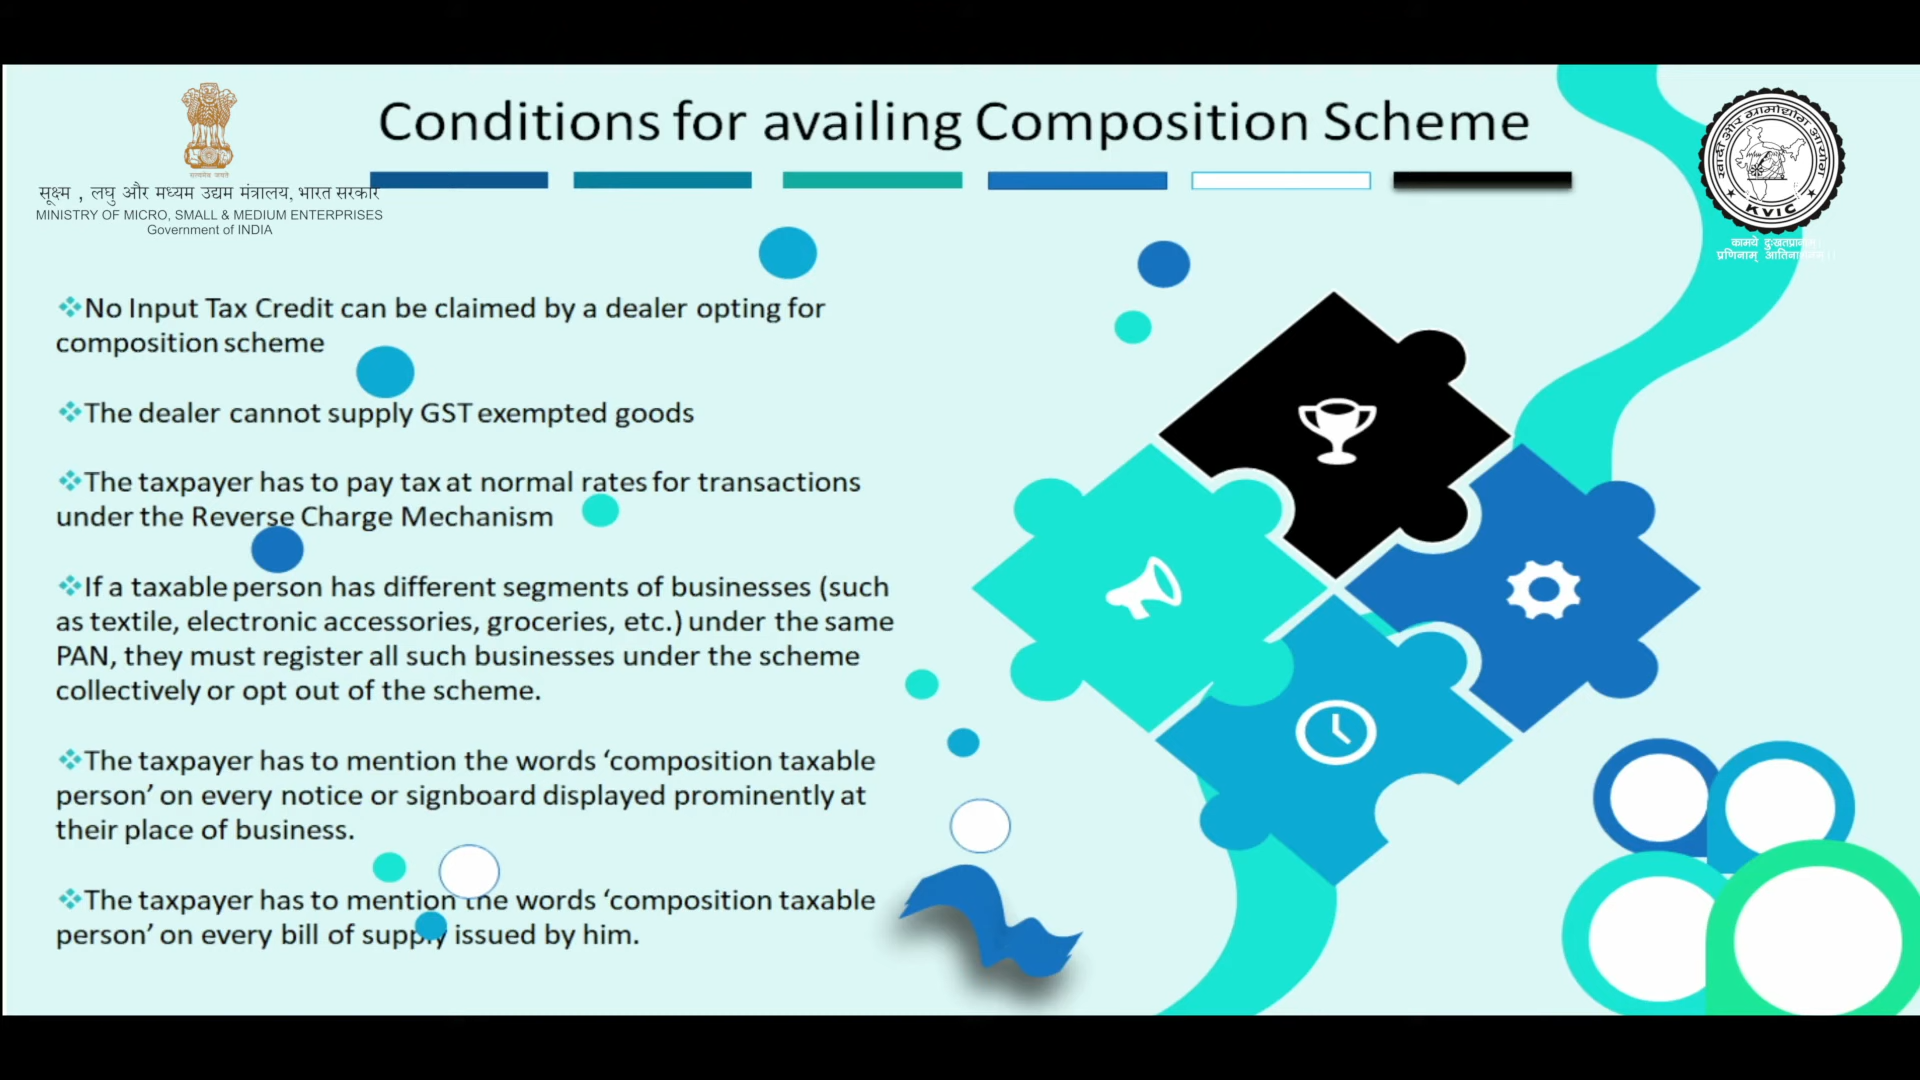 Conditions for availing Composition Scheme
सूक्ष्म , लघु और मध्यम उद्यम मंत्रालय, भारत सरकार
MINISTRY OF MICRO, SMALL & MEDIUM ENTERPRISES
Government of INDIA
खादी और ग्रामोद्योग आयोग
KVIC
❖No Input Tax Credit can be claimed by a dealer opting for
composition scheme
❖The dealer cannot supply GST exempted goods
❖The taxpayer has to pay tax at normal rates for transactions
under the Reverse Charge Mechanism
❖If a taxable person has different segments of businesses (such
as textile, electronic accessories, groceries, etc.) under the same
PAN, they must register all such businesses under the scheme
collectively or opt out of the scheme.
❖The taxpayer has to mention the words ‘composition taxable
person’ on every notice or signboard displayed prominently at
their place of business.
❖The taxpayer has to mention the words ‘composition taxable
person’ on every bill of supply issued by him.